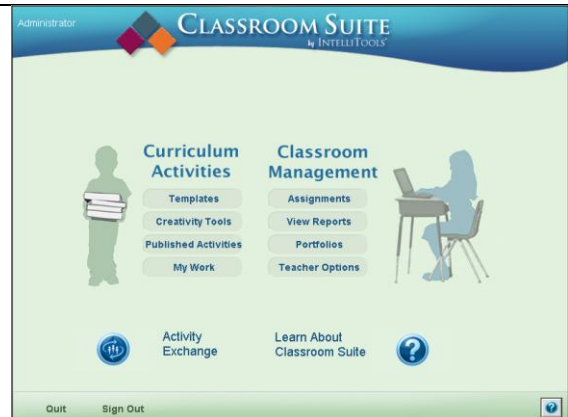 Administrator
CLASSROOM SUITE
by INTELLITOOLS®
Curriculum
Activities
Templates
Creativity Tools
Published Activities
My Work
Classroom
Management
Assignments
View Reports
Portfolios
Teacher Options
Activity
Exchange
Learn About
Classroom Suite
?
Quit
Sign Out
?